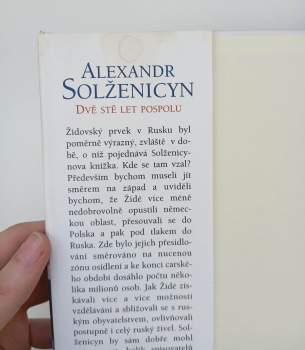 ALEXANDR
SOLŽENICYN
DVĚ STĚ LET POSPOLU
Židovský prvek v Rusku byl
poměrně výrazný, zvláště v do-
bě, o níž pojednává Solženicy-
nova knížka. Kde se tam vzal?
Především bychom museli jít
směrem na západ a uviděli
bychom, že Židé více méně
nedobrovolně opustili němec-
kou oblast, přesouvali se do
Polska a pak pod tlakem do
Ruska. Zde bylo jejich přesídlo-
vání směrováno na nucenou
zónu osídlení a ke konci carské-
ho období dosáhlo počtu něko-
lika milionů osob. Jak Židé zís-
kávali více a více možností
vzdělávání a sbližovali se s rus-
kým obyvatelstvem, ovlivňovali
postupně i celý ruský živel. Sol-
ženicyn by sám dobře mohl
kolik spisovatelů